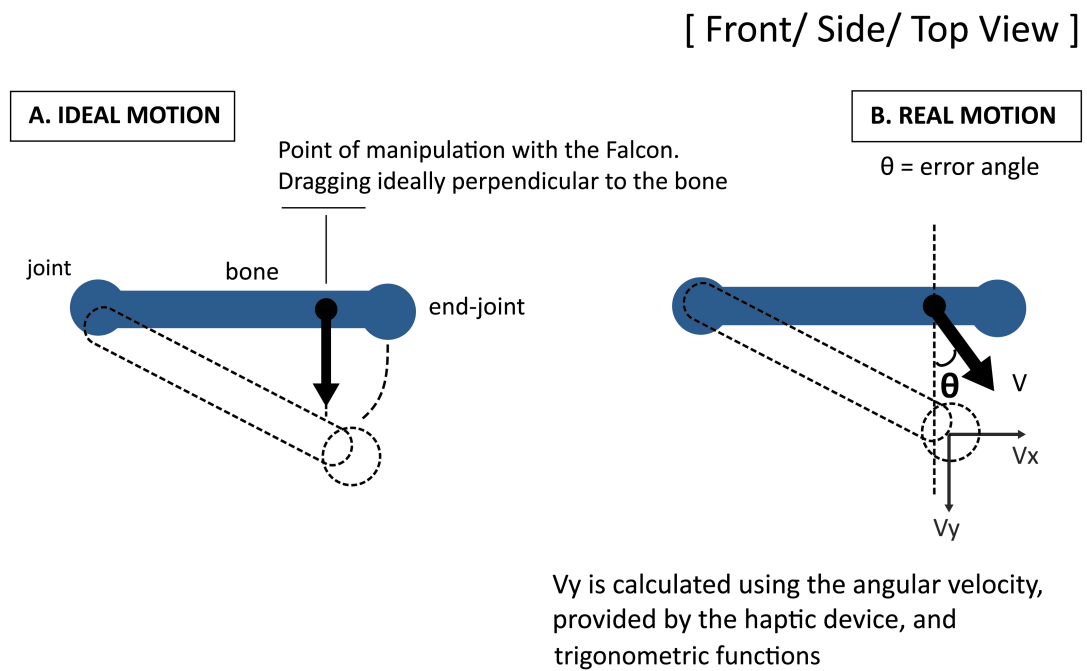 [ Front/ Side/ Top View ]
A. IDEAL MOTION
B. REAL MOTION
Point of manipulation with the Falcon.
Dragging ideally perpendicular to the bone
θ = error angle
joint
bone
end-joint
θ
V
Vx
Vy
Vy is calculated using the angular velocity,
provided by the haptic device, and
trigonometric functions